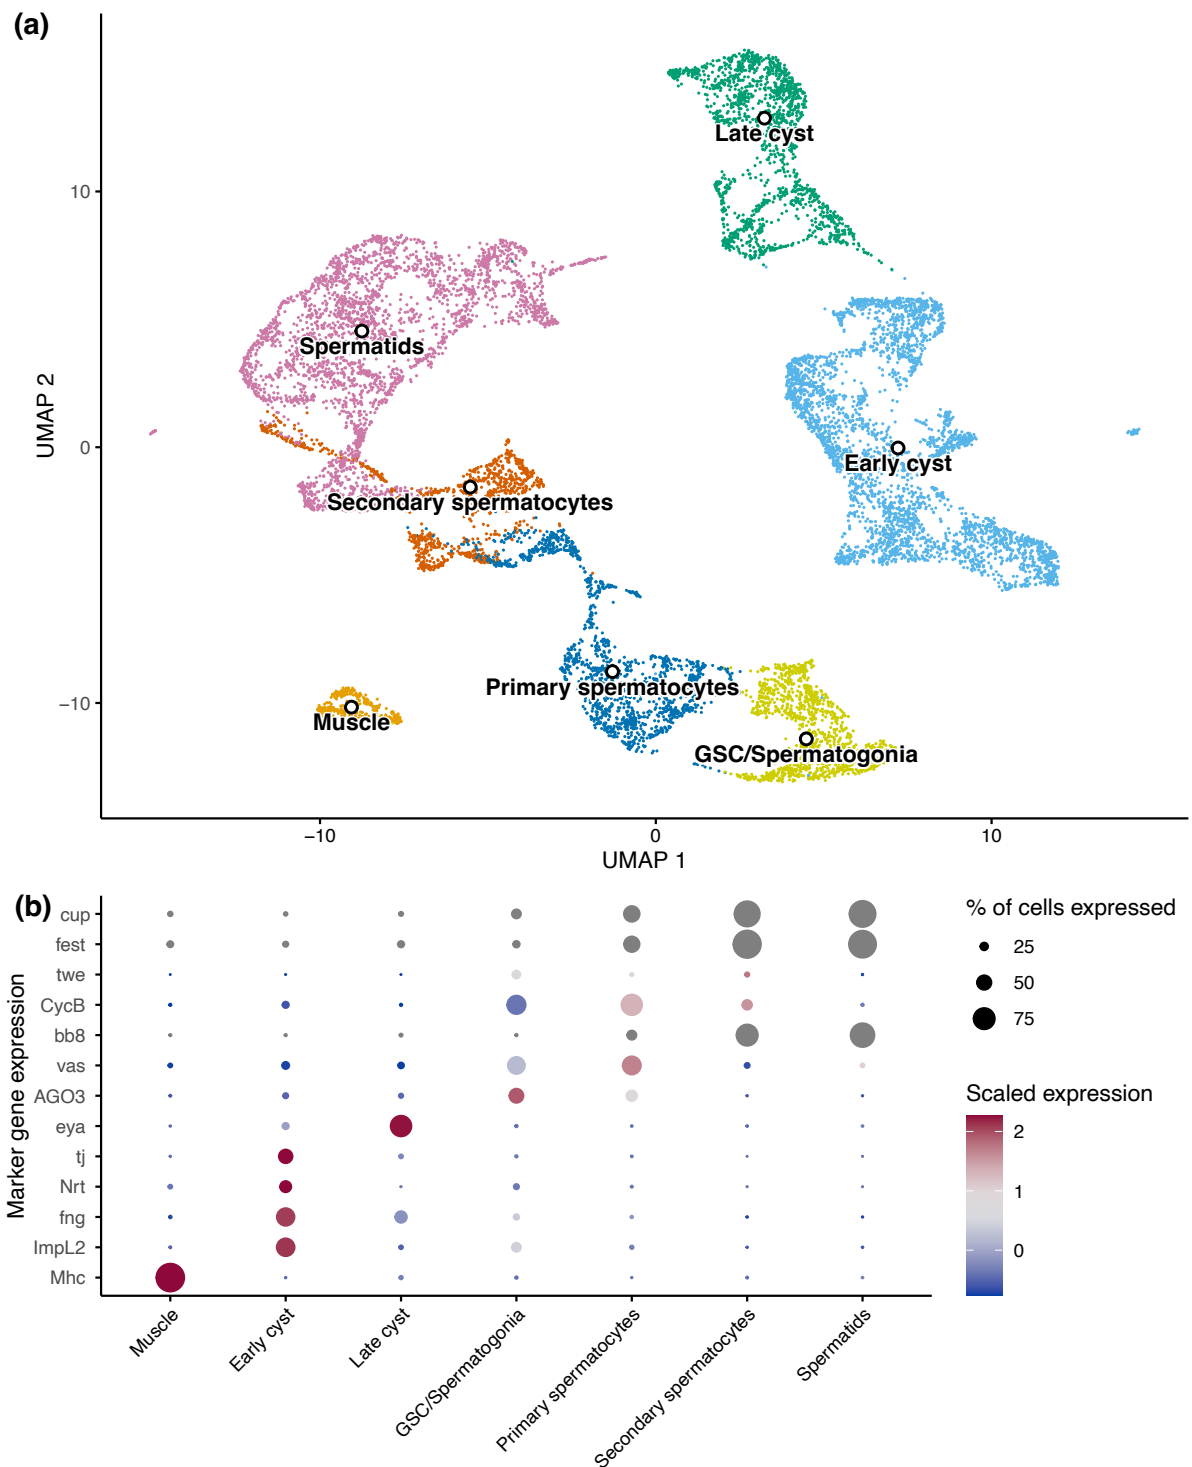 (a)
Late cyst
10
Spermatids
UMAP 2
0
Early cyst
Secondary spermatocytes
Primary spermatocytes
−10
Muscle
GSC/Spermatogonia
−10
0
10
UMAP 1
(b)
Marker gene expression
cup
fest
twe
CycB
bb8
vas
AGO3
eya
tj
Nrt
fng
ImpL2
Mhc
Muscle
Early cyst
Late cyst
GSC/Spermatogonia
Primary spermatocytes
Secondary spermatocytes
Spermatids
% of cells expressed
25
50
75
Scaled expression
2
1
0